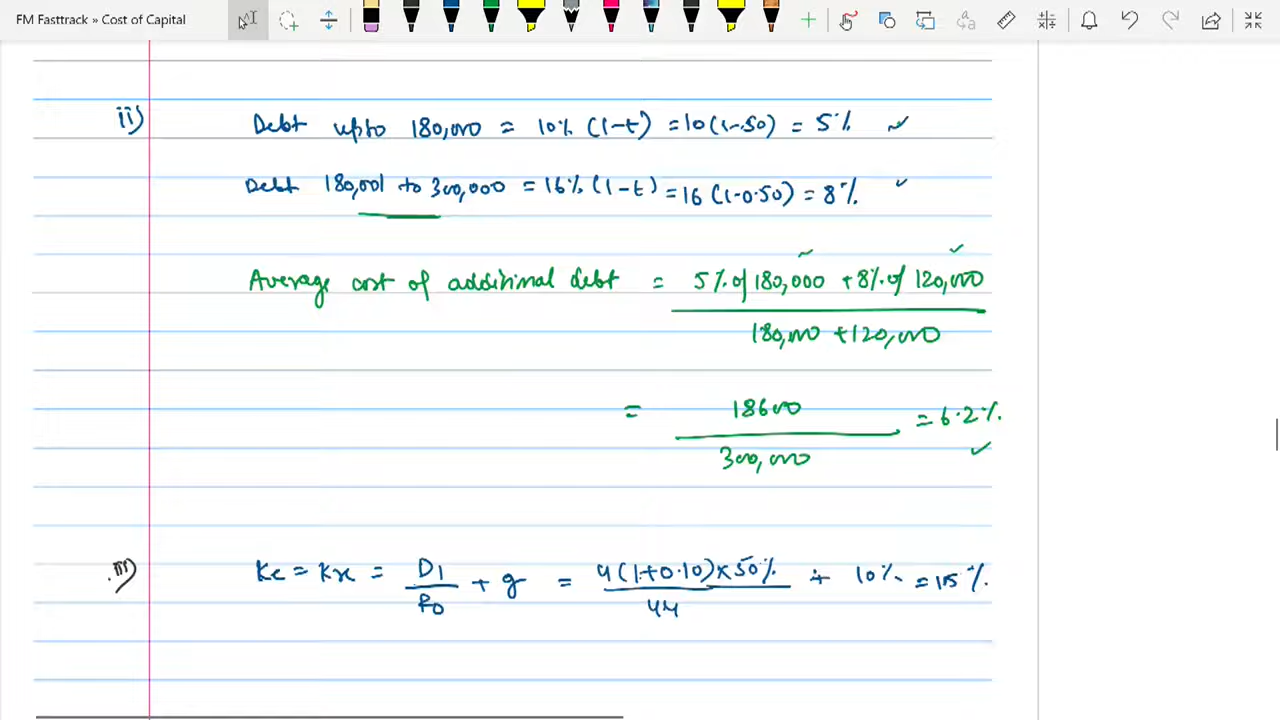 FM Fasttrack » Cost of Capital
ii) Debt upto 180,000 = 10% (1-t) = 10(1-.50) = 5%
Debt 180,001 to 300,000 = 16% (1-t) = 16 (1-0.50) = 8%
Average cost of additional debt = 5% of 180,000 + 8% of 120,000
180,000 + 120,000
= 18600 = 6.2%
300,000
iii) Ke = Kr = D1 + g = 4(1+0.10)x50% + 10% = 15%
P0 44